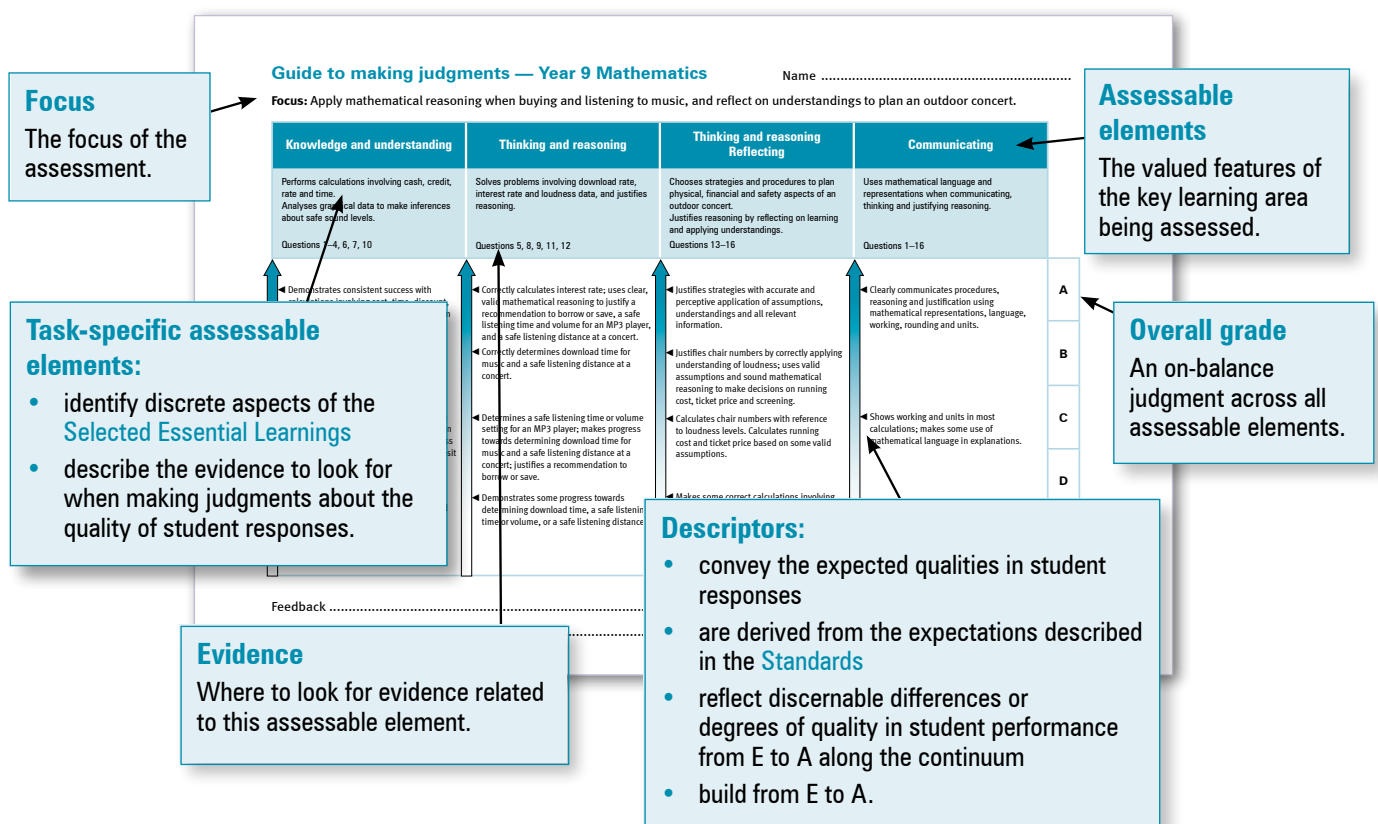 Guide to making judgments — Year 9 Mathematics
Name ................................................................
Focus: Apply mathematical reasoning when buying and listening to music, and reflect on understandings to plan an outdoor concert.
Focus
The focus of the
assessment.
Assessable
elements
The valued features of
the key learning area
being assessed.
Knowledge and understanding
Thinking and reasoning
Thinking and reasoning
Reflecting
Communicating
Performs calculations involving cash, credit,
rate and time.
Analyses graphical data to make inferences
about safe sound levels.
Questions 1–4, 6, 7, 10
Solves problems involving download rate,
interest rate and loudness data, and justifies
reasoning.
Questions 5, 8, 9, 11, 12
Chooses strategies and procedures to plan
physical, financial and safety aspects of an
outdoor concert.
Justifies reasoning by reflecting on learning
and applying understandings.
Questions 13–16
Uses mathematical language and
representations when communicating,
thinking and justifying reasoning.
Questions 1–16
Demonstrates consistent success with
Correctly calculates interest rate; uses clear,
valid mathematical reasoning to justify a
recommendation to borrow or save, a safe
listening time and volume for an MP3 player,
and a safe listening distance at a concert.
Correctly determines download time for
music and a safe listening distance at a
concert.
Determines a safe listening time or volume
setting for an MP3 player; makes progress
towards determining download time for
music and a safe listening distance at a
concert; justifies a recommendation to
borrow or save.
Demonstrates some progress towards
determining download time, a safe listening
time or volume, or a safe listening distance
Justifies strategies with accurate and
perceptive application of assumptions,
understandings and all relevant
information.
Justifies chair numbers by correctly applying
understanding of loudness; uses valid
assumptions and sound mathematical
reasoning to make decisions on running
cost, ticket price and screening.
Calculates chair numbers with reference
to loudness levels. Calculates running
cost and ticket price based on some valid
assumptions.
Makes some correct calculations involving
Clearly communicates procedures,
reasoning and justification using
mathematical representations, language,
working, rounding and units.
Shows working and units in most
calculations; makes some use of
mathematical language in explanations.
A
B
C
D
Overall grade
An on-balance
judgment across all
assessable elements.
Task-specific assessable
elements:
• identify discrete aspects of the
Selected Essential Learnings
• describe the evidence to look for
when making judgments about the
quality of student responses.
Feedback ................................................................
Evidence
Where to look for evidence related
to this assessable element.
Descriptors:
• convey the expected qualities in student
responses
• are derived from the expectations described
in the Standards
• reflect discernable differences or
degrees of quality in student performance
from E to A along the continuum
• build from E to A.